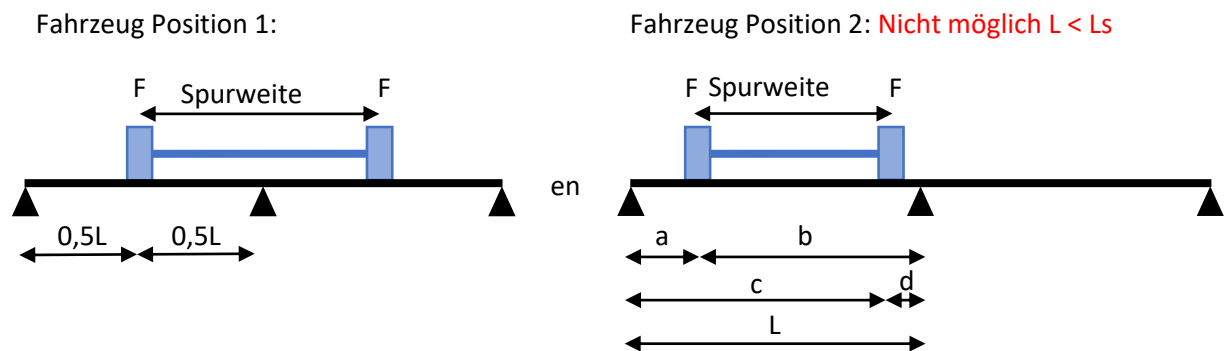 Fahrzeug Position 1:
Fahrzeug Position 2: Nicht möglich L < Ls
F Spurweite F
F Spurweite F
en
0,5L 0,5L
a b
c d
L